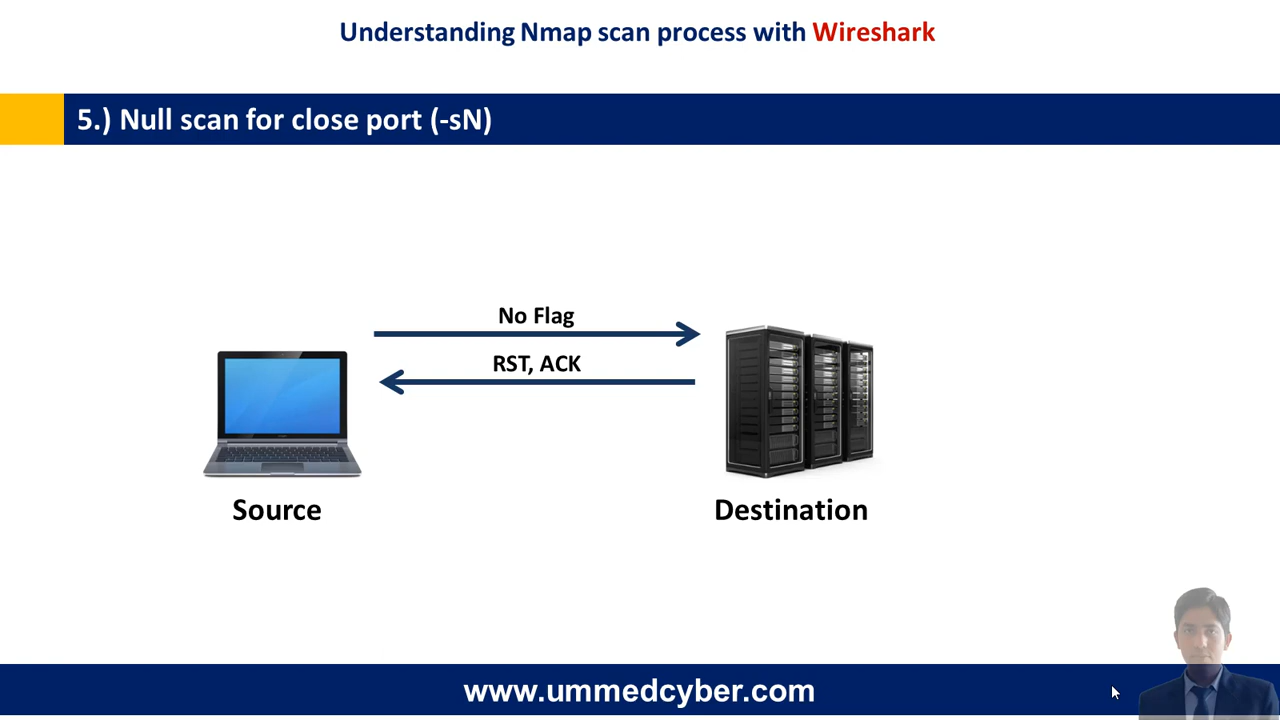 Understanding Nmap scan process with Wireshark
5.) Null scan for close port (-sN)
No Flag
RST, ACK
Source
Destination
www.ummedcyber.com